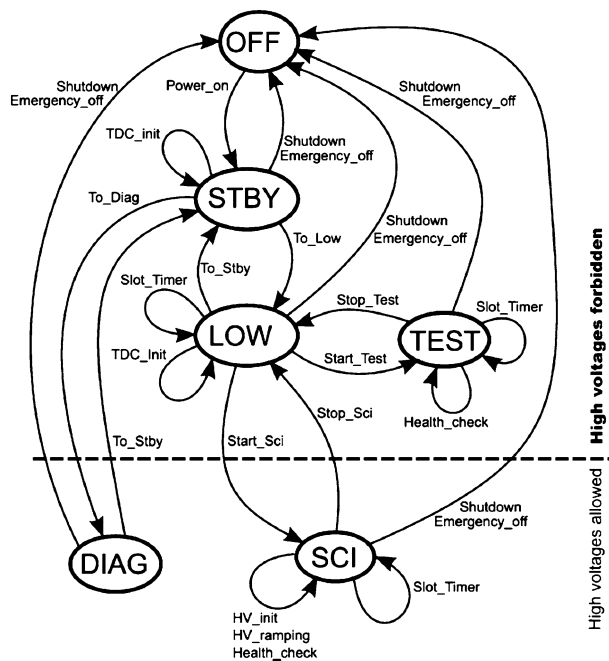 OFF
Shutdown
Emergency_off
Power_on
Shutdown
Emergency_off
TDC_init
Shutdown
Emergency_off
STBY
To_Diag
To_Low
Shutdown
Emergency_off
To_Stby
Slot_Timer
Stop_Test
Slot_Timer
LOW
TEST
TDC_Init
Start_Test
Health_check
Stop_Sci
To_Stby
Start_Sci
High voltages forbidden
High voltages allowed
Shutdown
Emergency_off
DIAG
SCI
Slot_Timer
HV_init
HV_ramping
Health_check